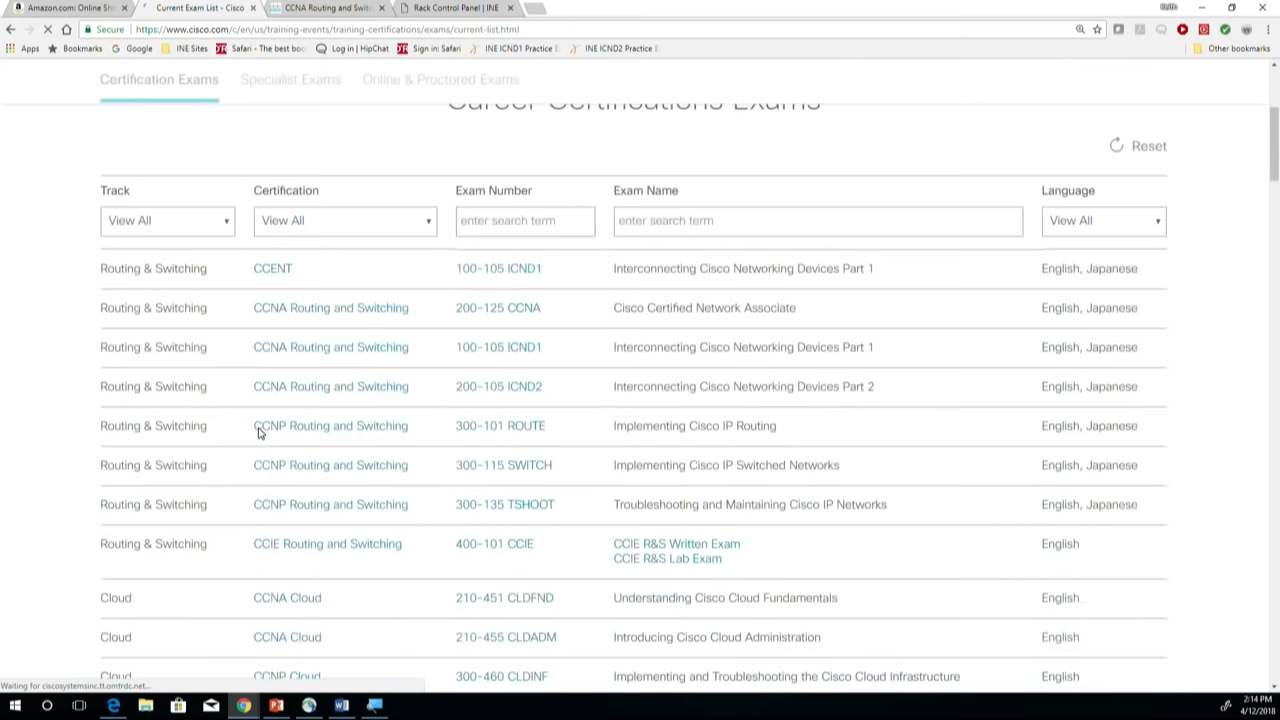 Amazon.com: Online Sh
Current Exam List - Cisco
CCNA Routing and Swit
Rack Control Panel | INE
Secure
https://www.cisco.com/c/en/us/training-events/training-certifications/exams/current-list.html
Apps
Bookmarks
Google
INE Sites
Safari - The best boo
Log in | HipChat
Sign in: Safari
INE ICND1 Practice E
INE ICND2 Practice E
Other bookmarks
Certification Exams
Specialist Exams
Online & Proctored Exams
Career Certifications Exams
Reset
Track
Certification
Exam Number
Exam Name
Language
View All
View All
enter search term
enter search term
View All
Routing & Switching CCENT 100-105 ICND1 Interconnecting Cisco Networking Devices Part 1 English, Japanese
Routing & Switching CCNA Routing and Switching 200-125 CCNA Cisco Certified Network Associate English, Japanese
Routing & Switching CCNA Routing and Switching 100-105 ICND1 Interconnecting Cisco Networking Devices Part 1 English, Japanese
Routing & Switching CCNA Routing and Switching 200-105 ICND2 Interconnecting Cisco Networking Devices Part 2 English, Japanese
Routing & Switching CCNP Routing and Switching 300-101 ROUTE Implementing Cisco IP Routing English, Japanese
Routing & Switching CCNP Routing and Switching 300-115 SWITCH Implementing Cisco IP Switched Networks English, Japanese
Routing & Switching CCNP Routing and Switching 300-135 TSHOOT Troubleshooting and Maintaining Cisco IP Networks English, Japanese
Routing & Switching CCIE Routing and Switching 400-101 CCIE CCIE R&S Written Exam English
CCIE R&S Lab Exam
Cloud CCNA Cloud 210-451 CLDFND Understanding Cisco Cloud Fundamentals English
Cloud CCNA Cloud 210-455 CLDADM Introducing Cisco Cloud Administration English
Cloud CCNP Cloud 300-460 CLDINF Implementing and Troubleshooting the Cisco Cloud Infrastructure English
Waiting for ciscosystemsinc.tt.omtrdc.net...
2:14 PM
4/12/2018